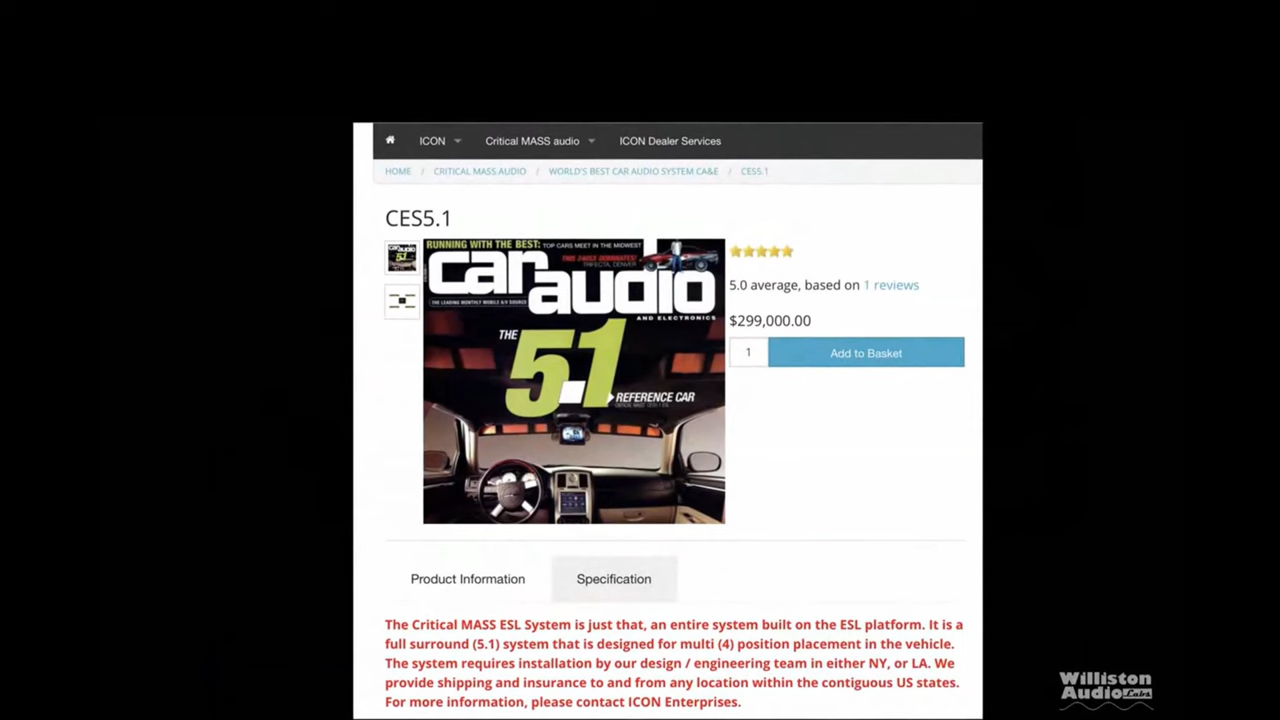 ICON
Critical MASS audio
ICON Dealer Services
HOME / CRITICAL MASS AUDIO / WORLD'S BEST CAR AUDIO SYSTEM CA&E / CES5.1
CES5.1
RUNNING WITH THE BEST: TOP CARS MEET IN THE MIDWEST
THIS 3-WAY DOMINATES!
TRIFECTA, DENVER
car audio
THE LEADING MONTHLY MOBILE A/V SOURCE
AND ELECTRONICS
THE
5.1
REFERENCE CAR
5.0 average, based on 1 reviews
$299,000.00
1
Add to Basket
Product Information
Specification
The Critical MASS ESL System is just that, an entire system built on the ESL platform. It is a
full surround (5.1) system that is designed for multi (4) position placement in the vehicle.
The system requires installation by our design / engineering team in either NY, or LA. We
provide shipping and insurance to and from any location within the contiguous US states.
For more information, please contact ICON Enterprises.
Williston
Audio Labs